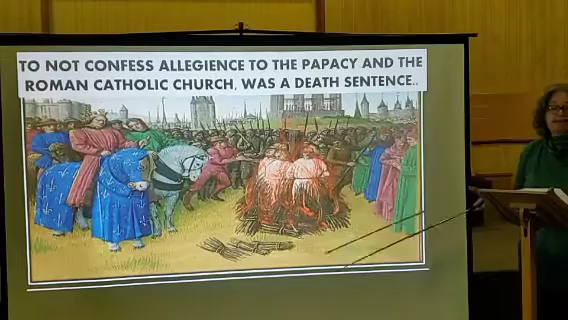 TO NOT CONFESS ALLEGIENCE TO THE PAPACY AND THE
ROMAN CATHOLIC CHURCH, WAS A DEATH SENTENCE..